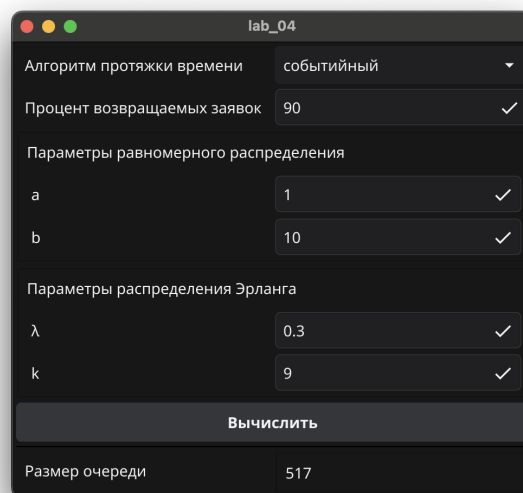 lab_04
Алгоритм протяжки времени событийный
Процент возвращаемых заявок 90
Параметры равномерного распределения
a 1
b 10
Параметры распределения Эрланга
λ 0.3
k 9
Вычислить
Размер очереди 517